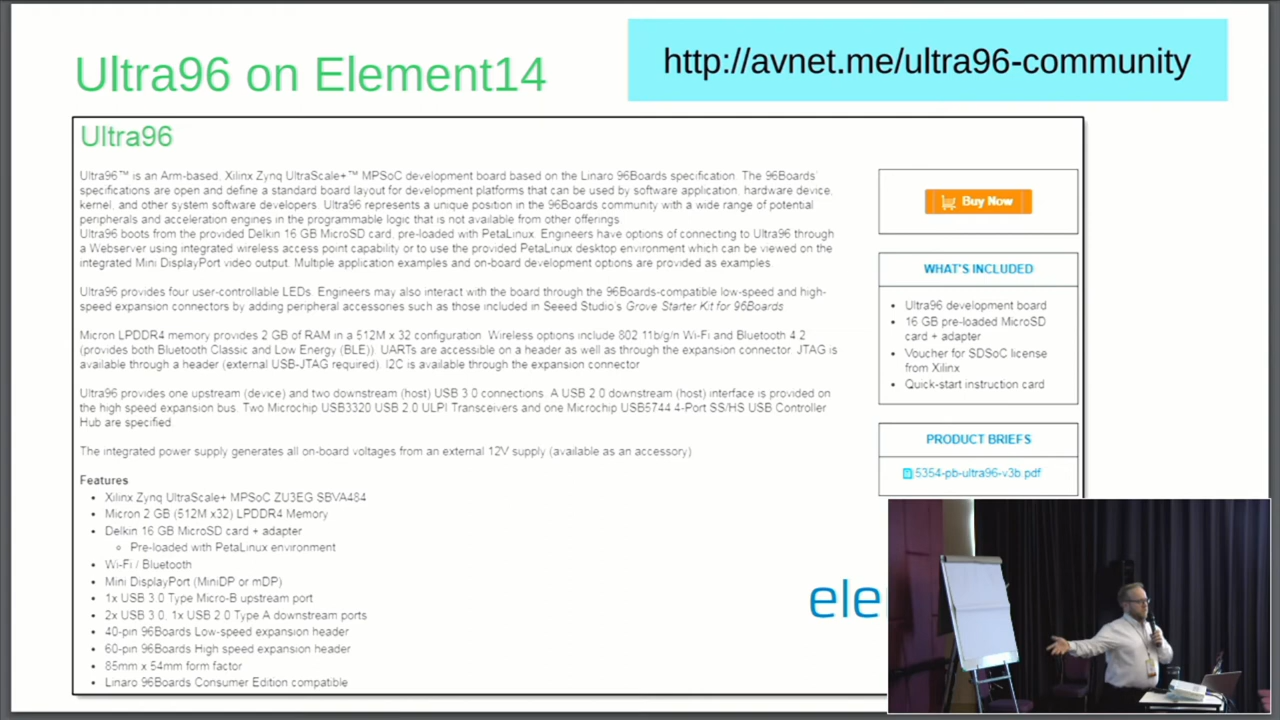 Ultra96 on Element14
http://avnet.me/ultra96-community
Ultra96
Ultra96™ is an Arm-based, Xilinx Zynq UltraScale+™ MPSoC development board based on the Linaro 96Boards specification. The 96Boards'
specifications are open and define a standard board layout for development platforms that can be used by software application, hardware device,
kernel, and other system software developers. Ultra96 represents a unique position in the 96Boards community with a wide range of potential
peripherals and acceleration engines in the programmable logic that is not available from other offerings.
Ultra96 boots from the provided Delkin 16 GB MicroSD card, pre-loaded with PetaLinux. Engineers have options of connecting to Ultra96 through
a Webserver using integrated wireless access point capability or to use the provided PetaLinux desktop environment which can be viewed on the
integrated Mini DisplayPort video output. Multiple application examples and on-board development options are provided as examples.
Ultra96 provides four user-controllable LEDs. Engineers may also interact with the board through the 96Boards-compatible low-speed and high-
speed expansion connectors by adding peripheral accessories such as those included in Seeed Studio's Grove Starter Kit for 96Boards
Micron LPDDR4 memory provides 2 GB of RAM in a 512M x 32 configuration. Wireless options include 802.11b/g/n Wi-Fi and Bluetooth 4.2
(provides both Bluetooth Classic and Low Energy (BLE)). UARTs are accessible on a header as well as through the expansion connector. JTAG is
available through a header (external USB-JTAG required). I2C is available through the expansion connector
Ultra96 provides one upstream (device) and two downstream (host) USB 3.0 connections. A USB 2.0 downstream (host) interface is provided on
the high speed expansion bus. Two Microchip USB3320 USB 2.0 ULPI Transceivers and one Microchip USB5744 4-Port SS/HS USB Controller
Hub are specified
The integrated power supply generates all on-board voltages from an external 12V supply (available as an accessory)
Features
• Xilinx Zynq UltraScale+ MPSoC ZU3EG SBVA484
• Micron 2 GB (512M x32) LPDDR4 Memory
• Delkin 16 GB MicroSD card + adapter
◦ Pre-loaded with PetaLinux environment
• Wi-Fi / Bluetooth
• Mini DisplayPort (MiniDP or mDP)
• 1x USB 3.0 Type Micro-B upstream port
• 2x USB 3.0, 1x USB 2.0 Type A downstream ports
• 40-pin 96Boards Low-speed expansion header
• 60-pin 96Boards High speed expansion header
• 85mm x 54mm form factor
• Linaro 96Boards Consumer Edition compatible
Buy Now
WHAT'S INCLUDED
• Ultra96 development board
• 16 GB pre-loaded MicroSD
card + adapter
• Voucher for SDSoC license
from Xilinx
• Quick-start instruction card
PRODUCT BRIEFS
5354-pb-ultra96-v3b.pdf
ele